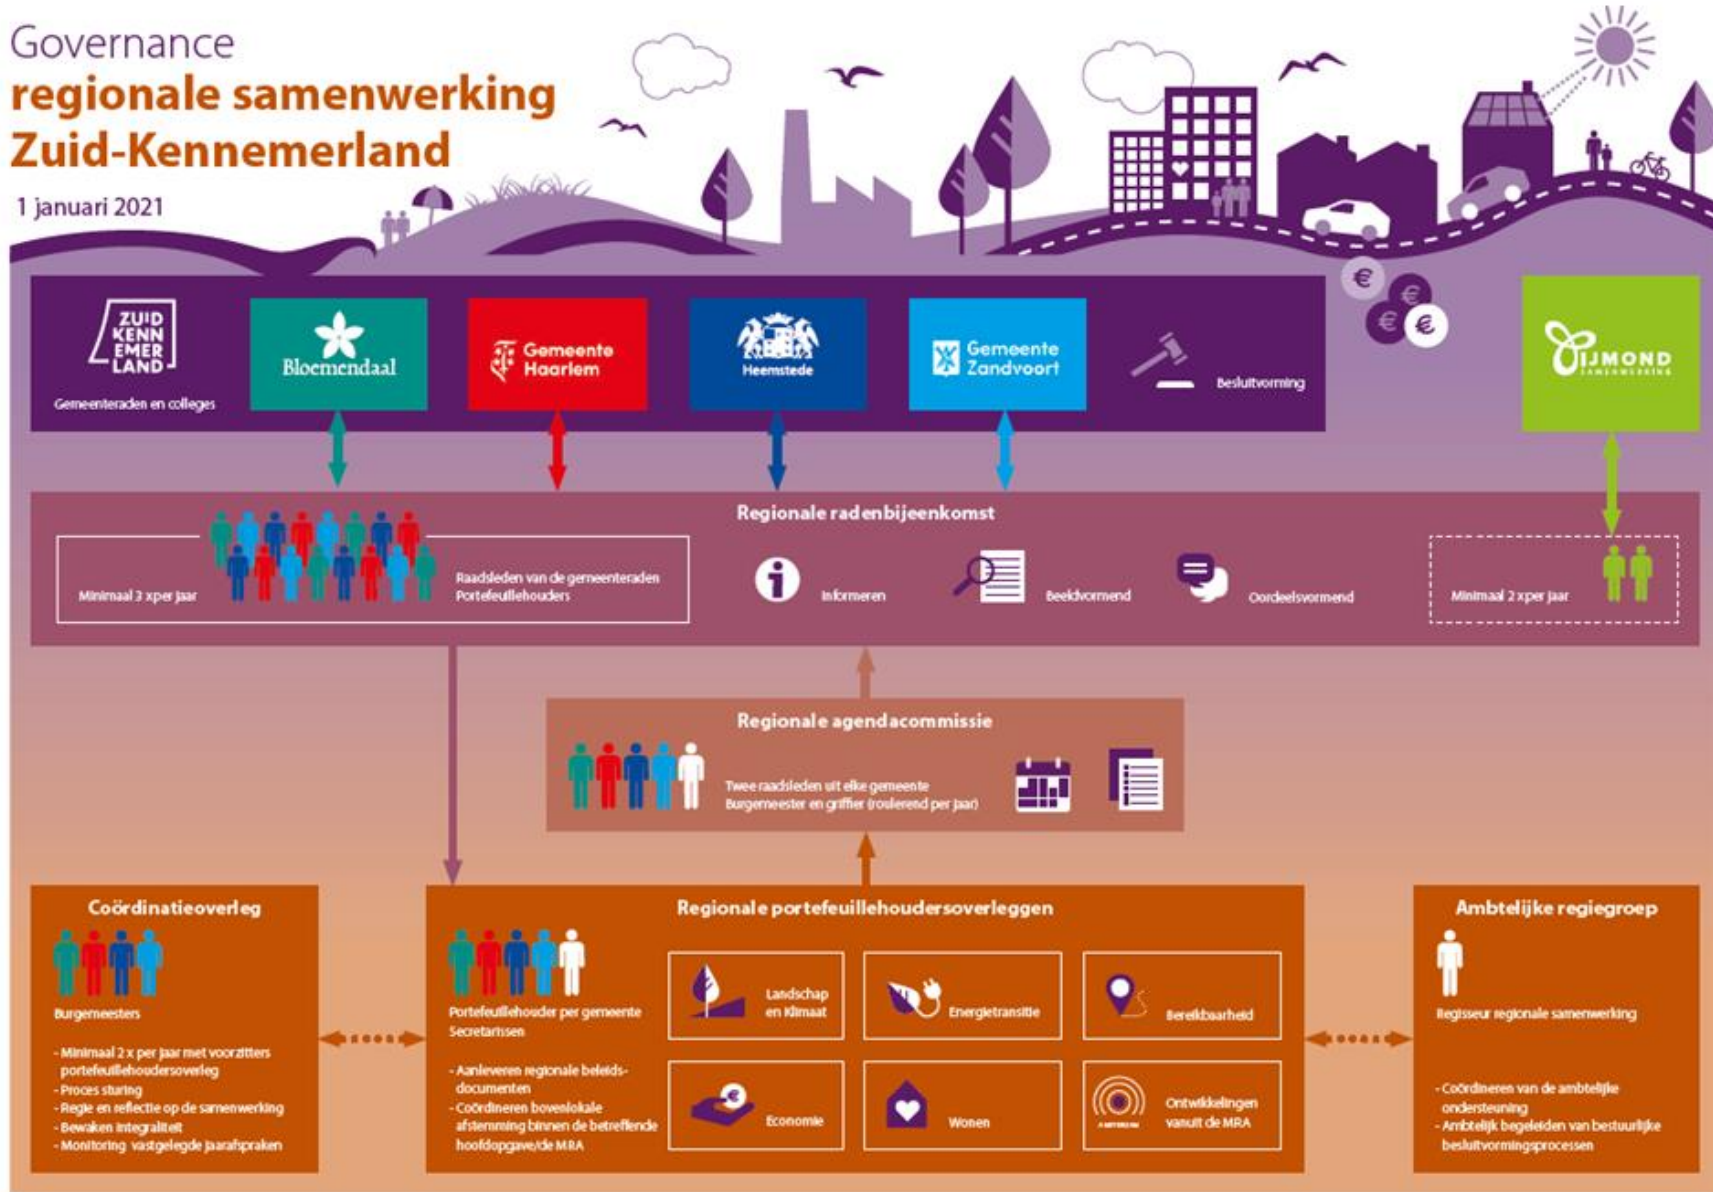 Governance
regionale samenwerking
Zuid-Kennemerland
1 januari 2021
ZUID
KENN
EMER
LAND
Gemeenteraden en colleges
Bloemendaal
Gemeente
Haarlem
Heemstede
Gemeente
Zandvoort
Besluitvorming
€
€
€
€
IJMOND
SAMENWERKING
Regionale radenbijeenkomst
Minimaal 3 x per jaar
Raadsleden van de gemeenteraden
Portefeuillehouders
Informeren
Beeldvormend
Oordeelsvormend
Minimaal 2 x per jaar
Regionale agendacommissie
Twee raadsleden uit elke gemeente
Burgemeester en griffier (roulerend per jaar)
Coördinatieoverleg
Burgemeesters
- Minimaal 2 x per jaar met voorzitters
portefeuillehoudersoverleg
- Proces sturing
- Regie en reflectie op de samenwerking
- Bewaken integraliteit
- Monitoring vastgelegde jaarafspraken
Regionale portefeuillehoudersoverleggen
Portefeuillehouder per gemeente
Secretarissen
- Aanleveren regionale beleids-
documenten
- Coördineren bovenlokale
afstemming binnen de betreffende
hoofdopgave/de MRA
Landschap
en Klimaat
Energietransitie
Bereikbaarheid
€
Economie
Wonen
Ontwikkelingen
vanuit de MRA
Ambtelijke regiegroep
Regisseur regionale samenwerking
- Coördineren van de ambtelijke
ondersteuning
- Ambtelijk begeleiden van bestuurlijke
besluitvormingsprocessen